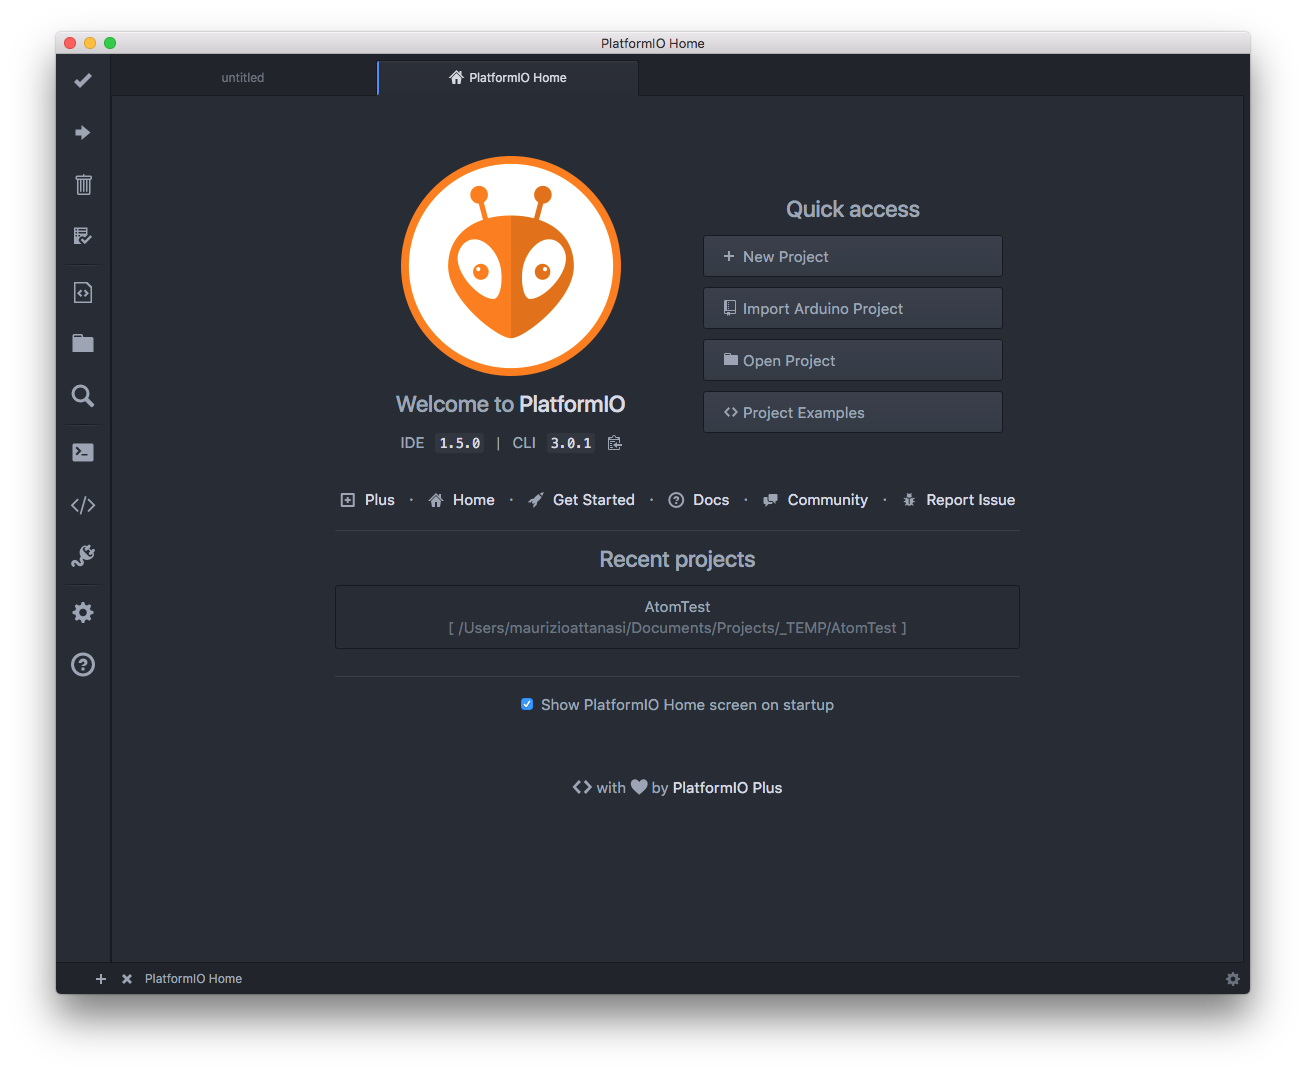 PlatformIO Home
untitled
PlatformIO Home
Quick access
New Project
Import Arduino Project
Open Project
Project Examples
Welcome to PlatformIO
IDE 1.5.0 | CLI 3.0.1
Plus · Home · Get Started · Docs · Community · Report Issue
Recent projects
AtomTest
[ /Users/maurizioattanasi/Documents/Projects/_TEMP/AtomTest ]
Show PlatformIO Home screen on startup
with by PlatformIO Plus
PlatformIO Home